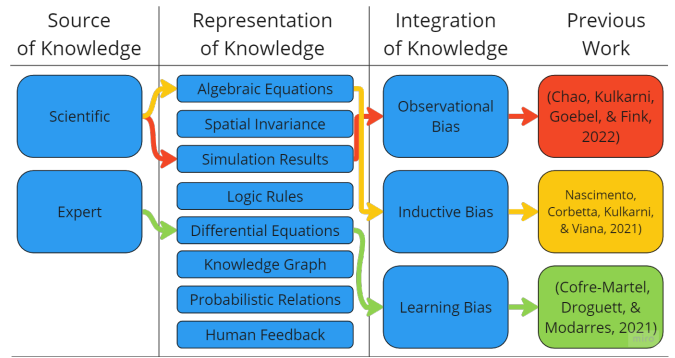 Source
of Knowledge
Representation
of Knowledge
Integration
of Knowledge
Previous
Work
Scientific
Expert
Algebraic Equations
Spatial Invariance
Simulation Results
Logic Rules
Differential Equations
Knowledge Graph
Probabilistic Relations
Human Feedback
Observational
Bias
Inductive Bias
Learning Bias
(Chao, Kulkarni,
Goebel, & Fink,
2022)
Nascimento,
Corbetta, Kulkarni,
& Viana, 2021)
(Cofre-Martel,
Droguett, &
Modarres, 2021)
miro